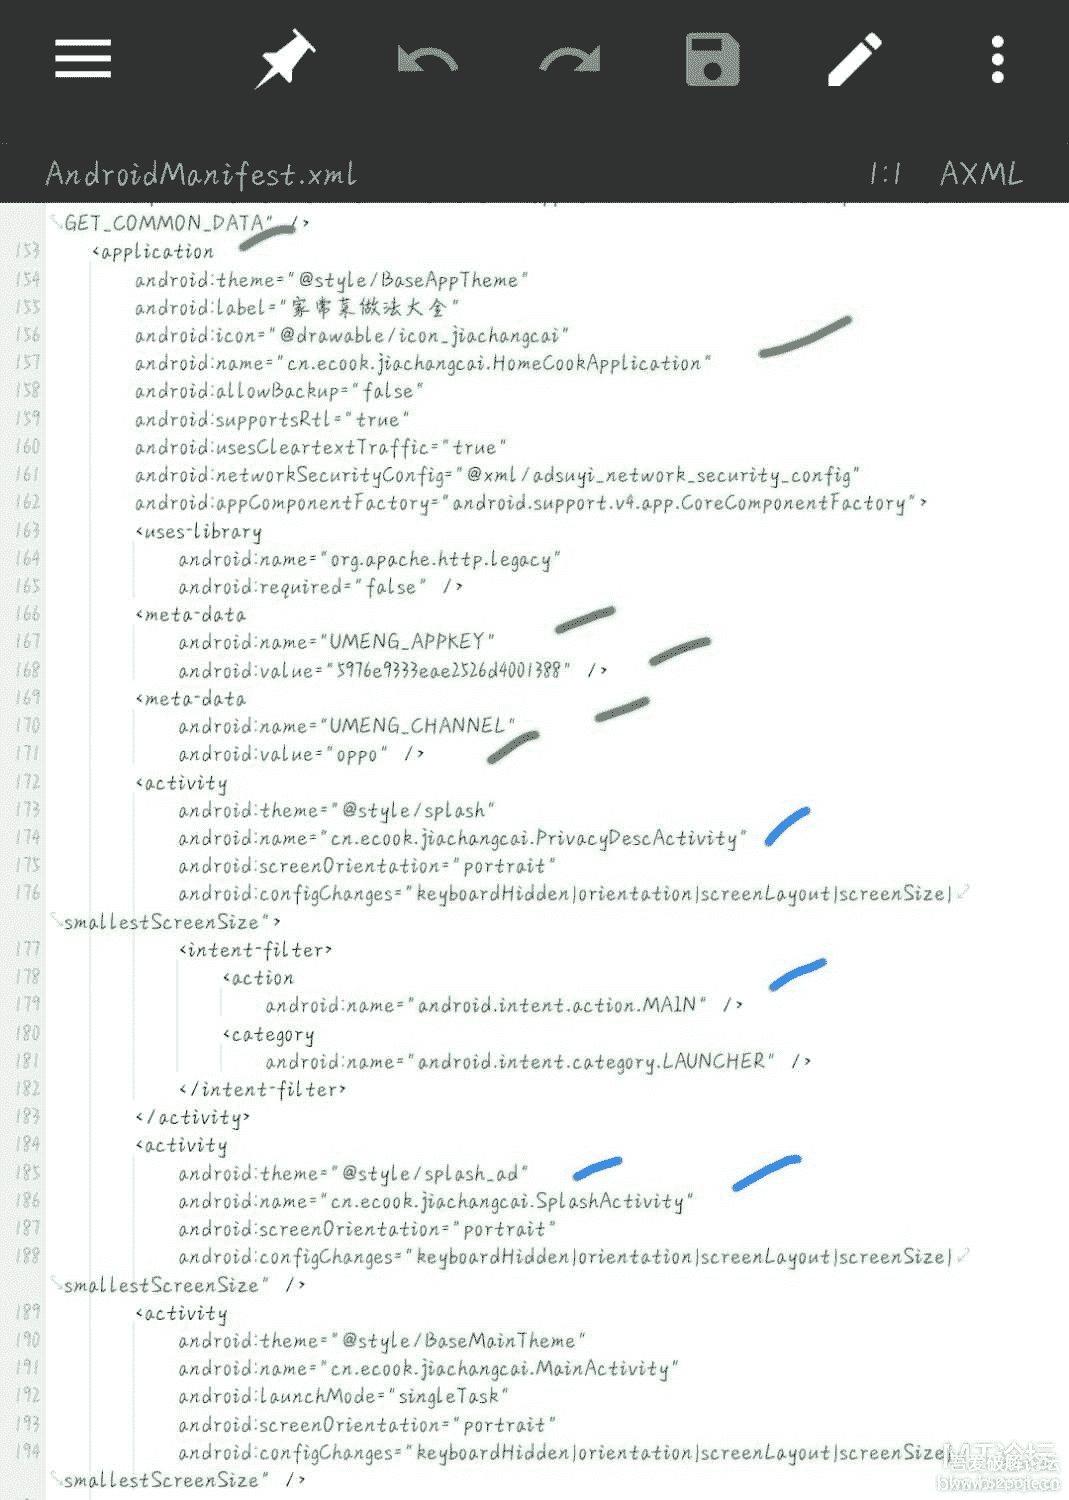 AndroidManifest.xml 1:1 AXML
GET_COMMON_DATA" />
153 <application
154 android:theme="@style/BaseAppTheme"
155 android:label="家常菜做法大全"
156 android:icon="@drawable/icon_jiachangcai"
157 android:name="cn.ecook.jiachangcai.HomeCookApplication"
158 android:allowBackup="false"
159 android:supportsRtl="true"
160 android:usesCleartextTraffic="true"
161 android:networkSecurityConfig="@xml/adsuyi_network_security_config"
162 android:appComponentFactory="android.support.v4.app.CoreComponentFactory">
163 <uses-library
164 android:name="org.apache.http.legacy"
165 android:required="false" />
166 <meta-data
167 android:name="UMENG_APPKEY"
168 android:value="5976e9333eae2526d4001388" />
169 <meta-data
170 android:name="UMENG_CHANNEL"
171 android:value="oppo" />
172 <activity
173 android:theme="@style/splash"
174 android:name="cn.ecook.jiachangcai.PrivacyDescActivity"
175 android:screenOrientation="portrait"
176 android:configChanges="keyboardHidden|orientation|screenLayout|screenSize|
smallestScreenSize">
177 <intent-filter>
178 <action
179 android:name="android.intent.action.MAIN" />
180 <category
181 android:name="android.intent.category.LAUNCHER" />
182 </intent-filter>
183 </activity>
184 <activity
185 android:theme="@style/splash_ad"
186 android:name="cn.ecook.jiachangcai.SplashActivity"
187 android:screenOrientation="portrait"
188 android:configChanges="keyboardHidden|orientation|screenLayout|screenSize|
smallestScreenSize" />
189 <activity
190 android:theme="@style/BaseMainTheme"
191 android:name="cn.ecook.jiachangcai.MainActivity"
192 android:launchMode="singleTask"
193 android:screenOrientation="portrait"
194 android:configChanges="keyboardHidden|orientation|screenLayout|screenSize|
smallestScreenSize" />